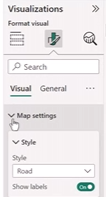 Visualizations
Format visual
Search
Visual General
Map settings
Style
Style
Road
Show labels On